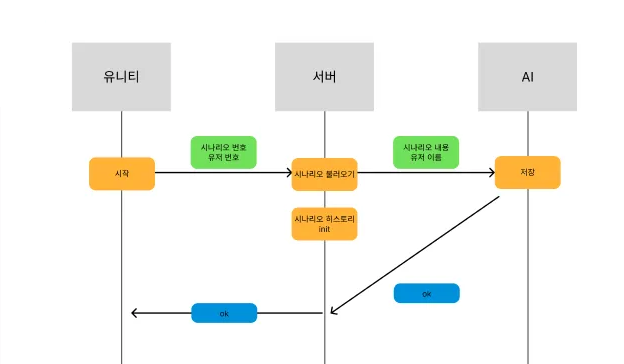 유니티
서버
AI
시나리오 번호
유저 번호
시나리오 내용
유저 이름
시작
시나리오 불러오기
저장
시나리오 히스토리
init
ok
ok